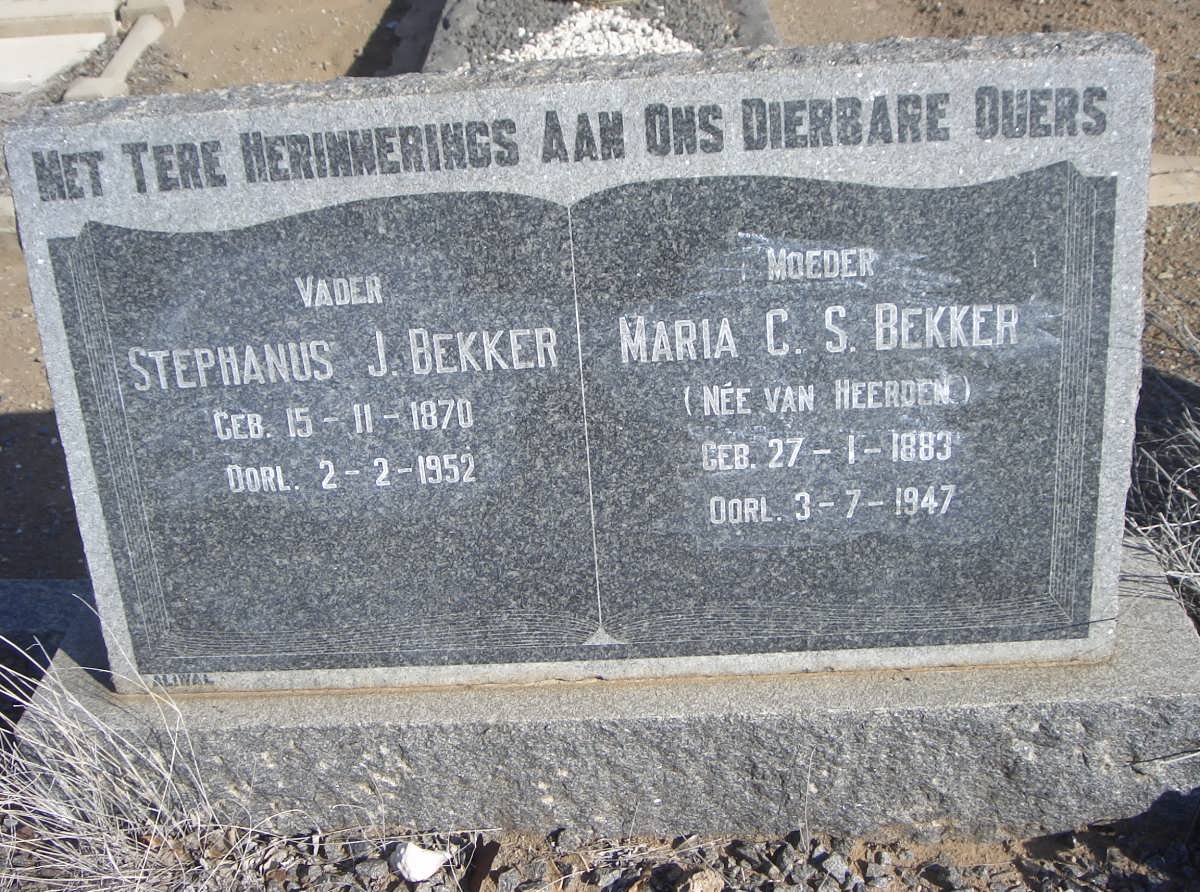 MET TERE HERINNERINGS AAN ONS DIERBARE OUERS
VADER
STEPHANUS J. BEKKER
GEB. 15-11-1870
OORL. 2-2-1952
MOEDER
MARIA C. S. BEKKER
(NÉE VAN HEERDEN.)
GEB. 27-1-1883
OORL. 3-7-1947
ALIWAL